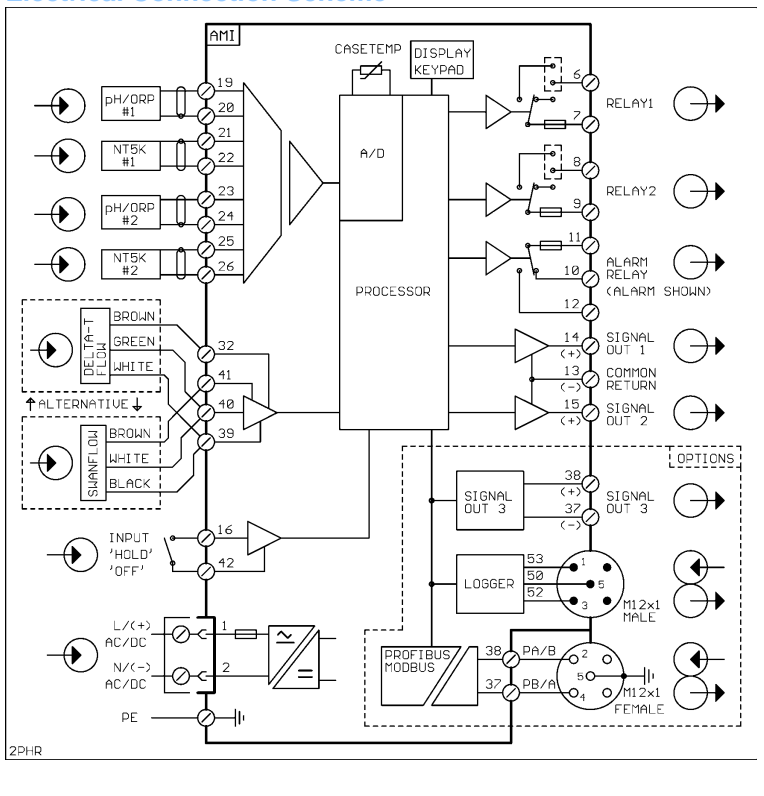 AMI
CASETEMP
DISPLAY
KEYPAD
A/D
PROCESSOR
pH/ORP
#1
19
20
NT5K
#1
21
22
pH/ORP
#2
23
24
NT5K
#2
25
26
DELTA-T
FLOW
BROWN
GREEN
WHITE
32
41
40
39
ALTERNATIVE
SWANFLOW
BROWN
WHITE
BLACK
INPUT
'HOLD'
'OFF'
16
42
L/(+)
AC/DC
1
N/(-)
AC/DC
2
PE
6
7
RELAY1
8
9
RELAY2
11
10
12
ALARM
RELAY
(ALARM SHOWN)
14
(+)
SIGNAL
OUT 1
13
(-)
COMMON
RETURN
15
(+)
SIGNAL
OUT 2
OPTIONS
SIGNAL
OUT 3
38
(+)
37
(-)
SIGNAL
OUT 3
LOGGER
53
50
52
1
5
3
M12x1
MALE
PROFIBUS
MODBUS
38
PA/B
37
PB/A
2
5
4
M12x1
FEMALE
2PHR